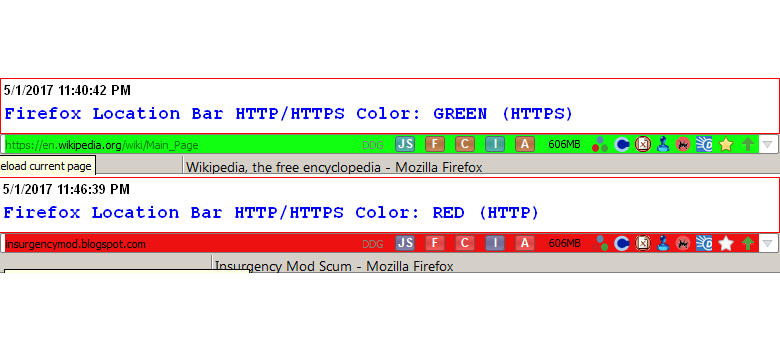 5/1/2017 11:40:42 PM
Firefox Location Bar HTTP/HTTPS Color: GREEN (HTTPS)
https://en.wikipedia.org/wiki/Main_Page DDG JS F C I A 606MB
eload current page Wikipedia, the free encyclopedia - Mozilla Firefox
5/1/2017 11:46:39 PM
Firefox Location Bar HTTP/HTTPS Color: RED (HTTP)
insurgencymod.blogspot.com DDG JS F C I A 606MB
Insurgency Mod Scum - Mozilla Firefox